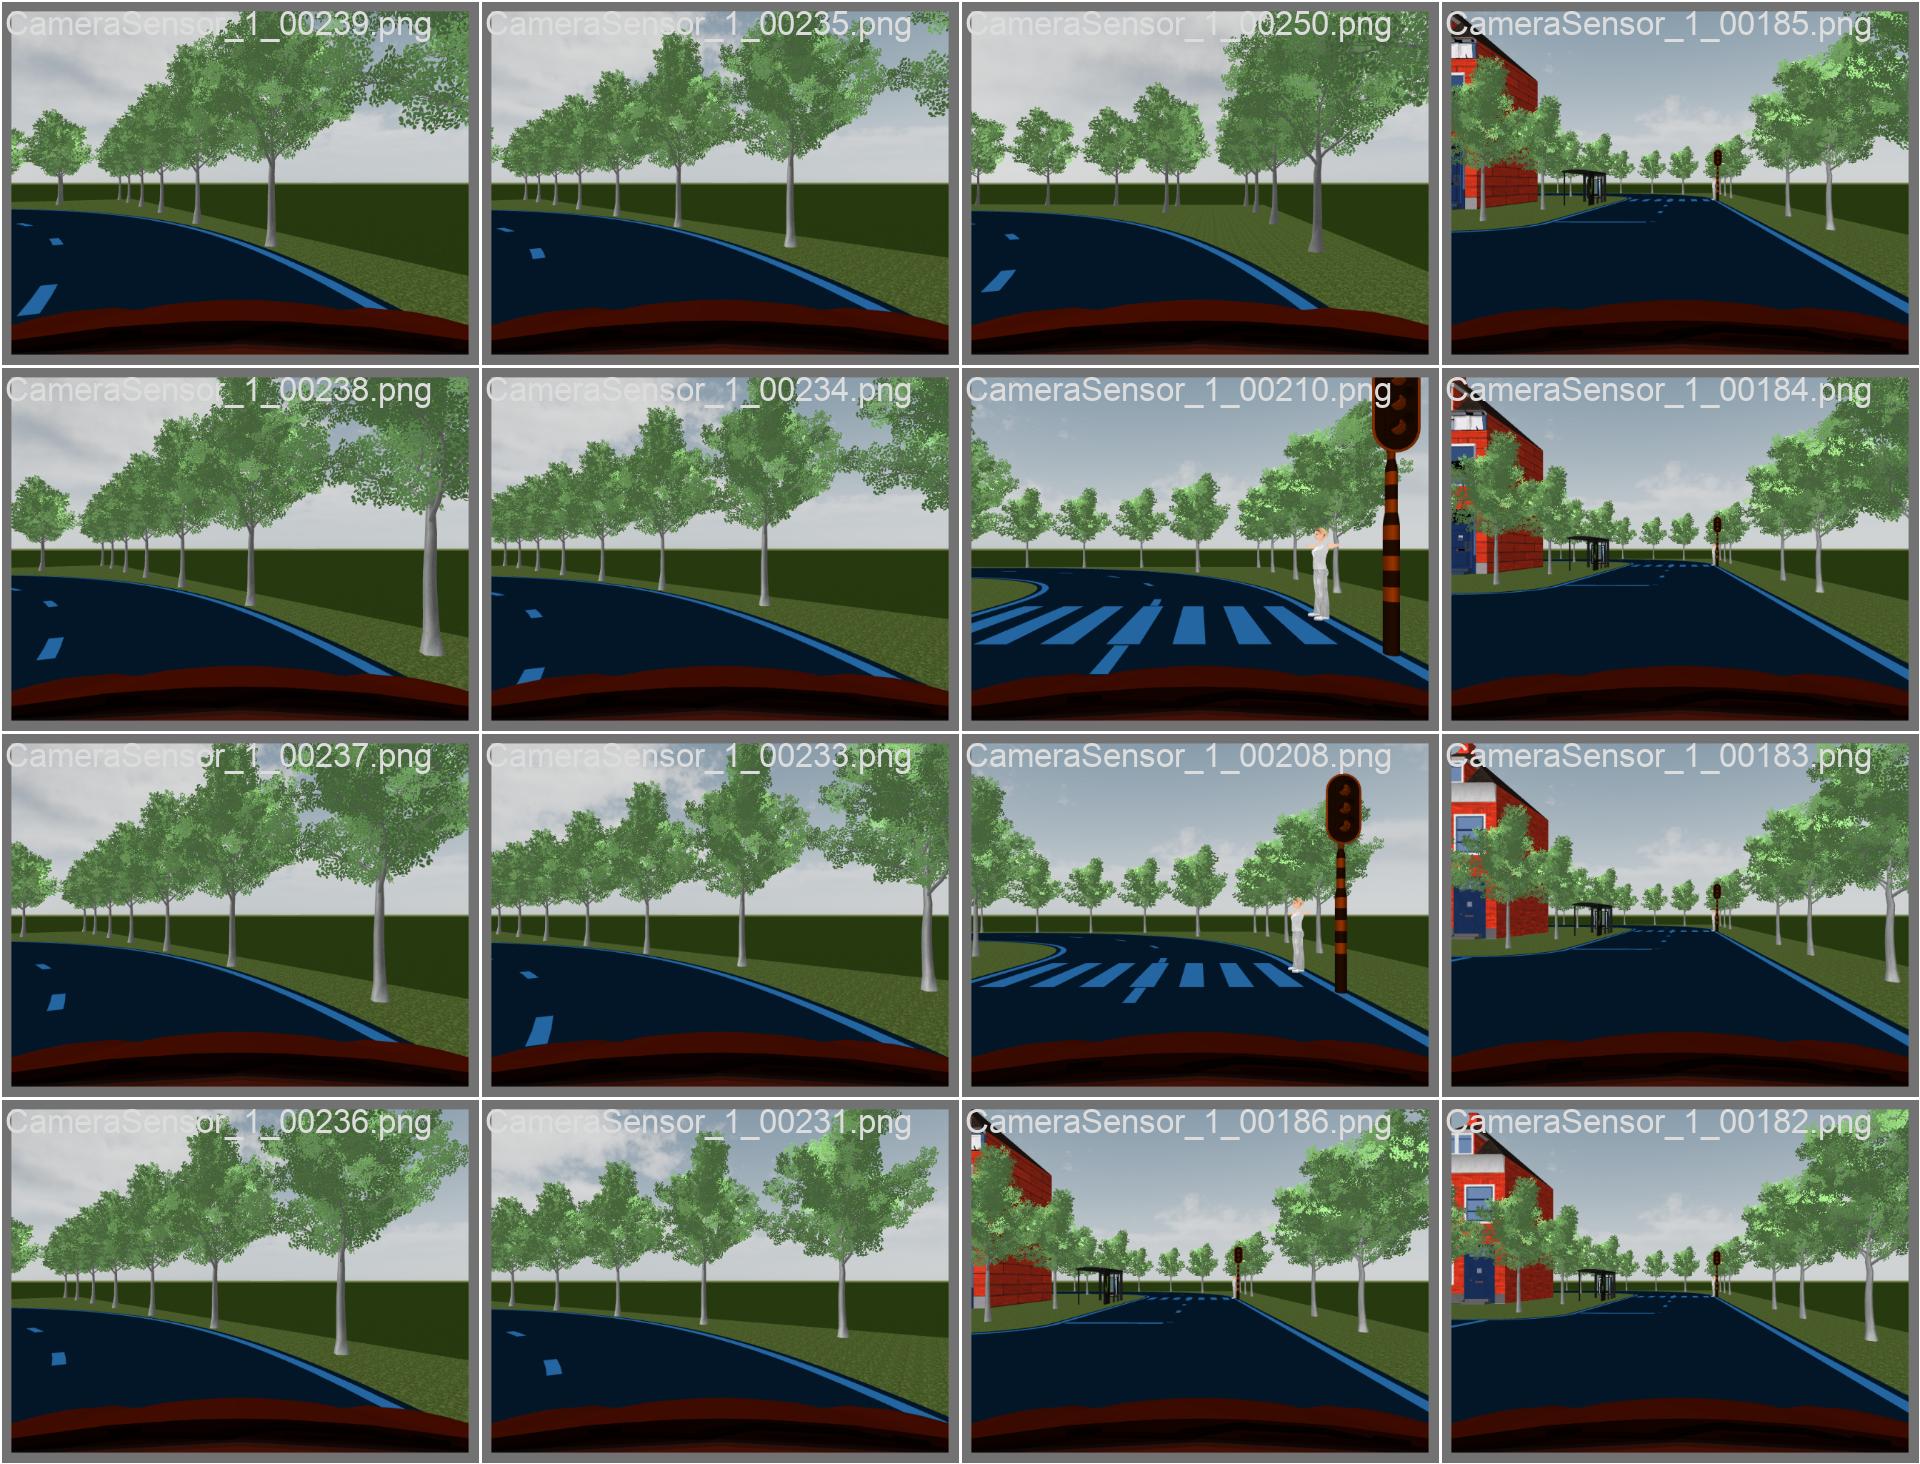 CameraSensor_1_00239.png
CameraSensor_1_00235.png
CameraSensor_1_00250.png
CameraSensor_1_00185.png
CameraSensor_1_00238.png
CameraSensor_1_00234.png
CameraSensor_1_00210.png
CameraSensor_1_00184.png
CameraSensor_1_00237.png
CameraSensor_1_00233.png
CameraSensor_1_00208.png
CameraSensor_1_00183.png
CameraSensor_1_00236.png
CameraSensor_1_00231.png
CameraSensor_1_00186.png
CameraSensor_1_00182.png